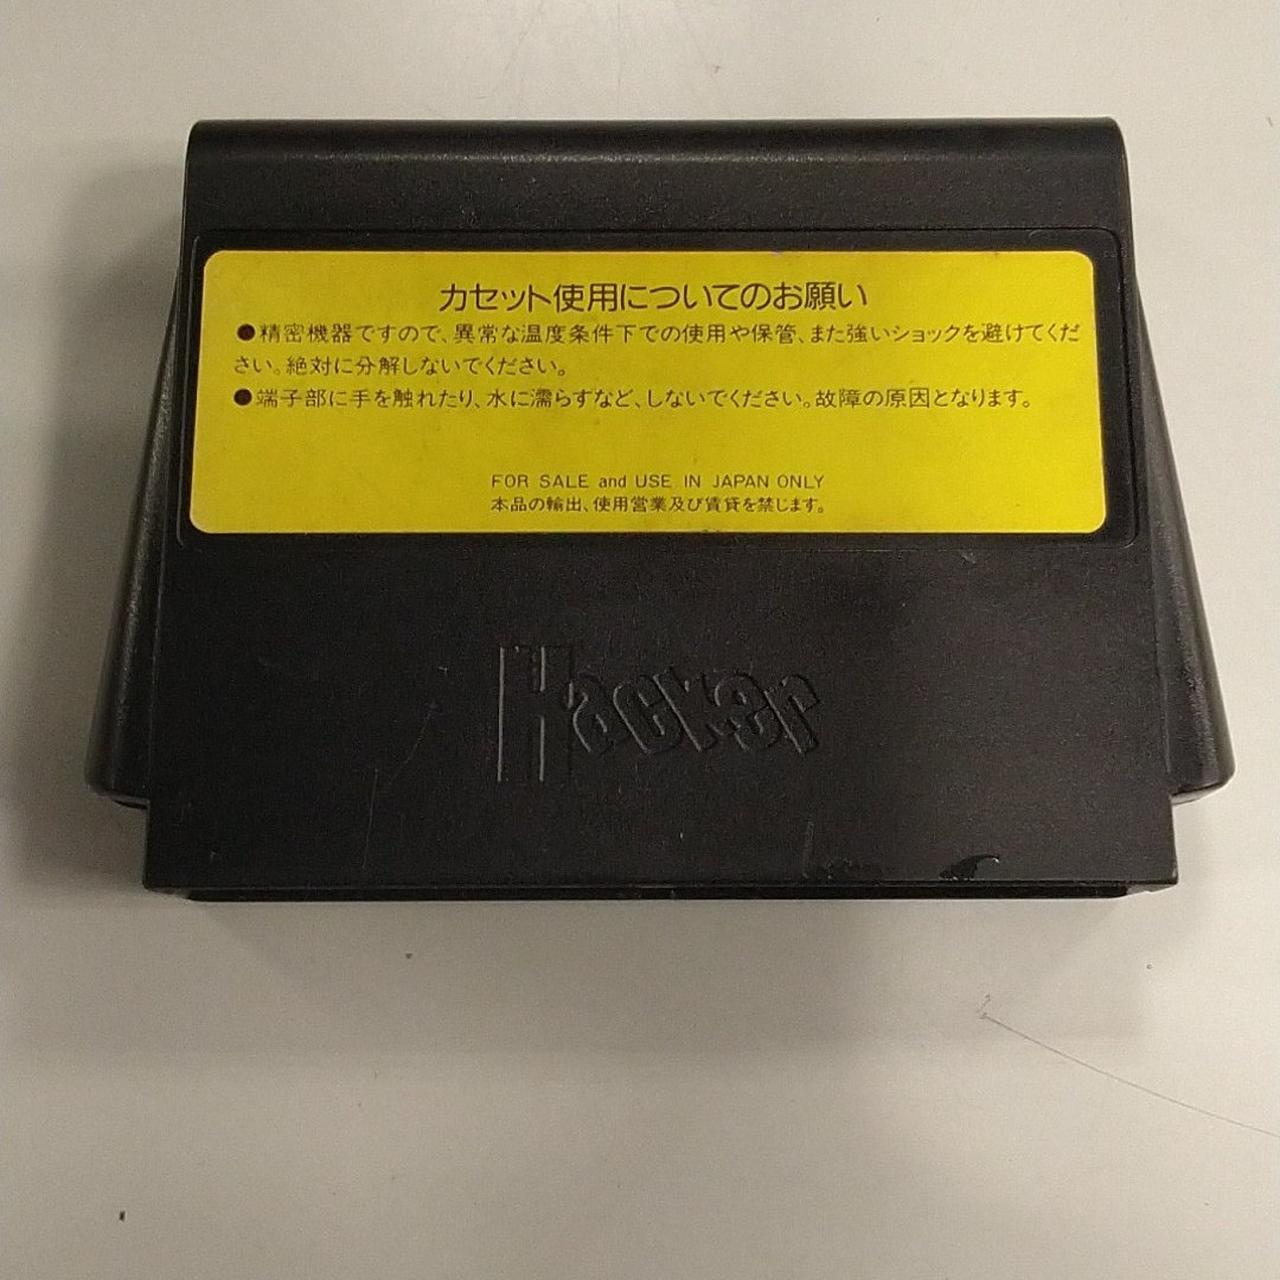 カセット使用についてのお願い
●精密機器ですので、異常な温度条件下での使用や保管、また強いショックを避けてくだ
さい。絶対に分解しないでください。
●端子部に手を触れたり、水に濡らすなど、しないでください。故障の原因となります。
FOR SALE and USE IN JAPAN ONLY
本品の輸出、使用営業及び賃貸を禁じます。
Hacker